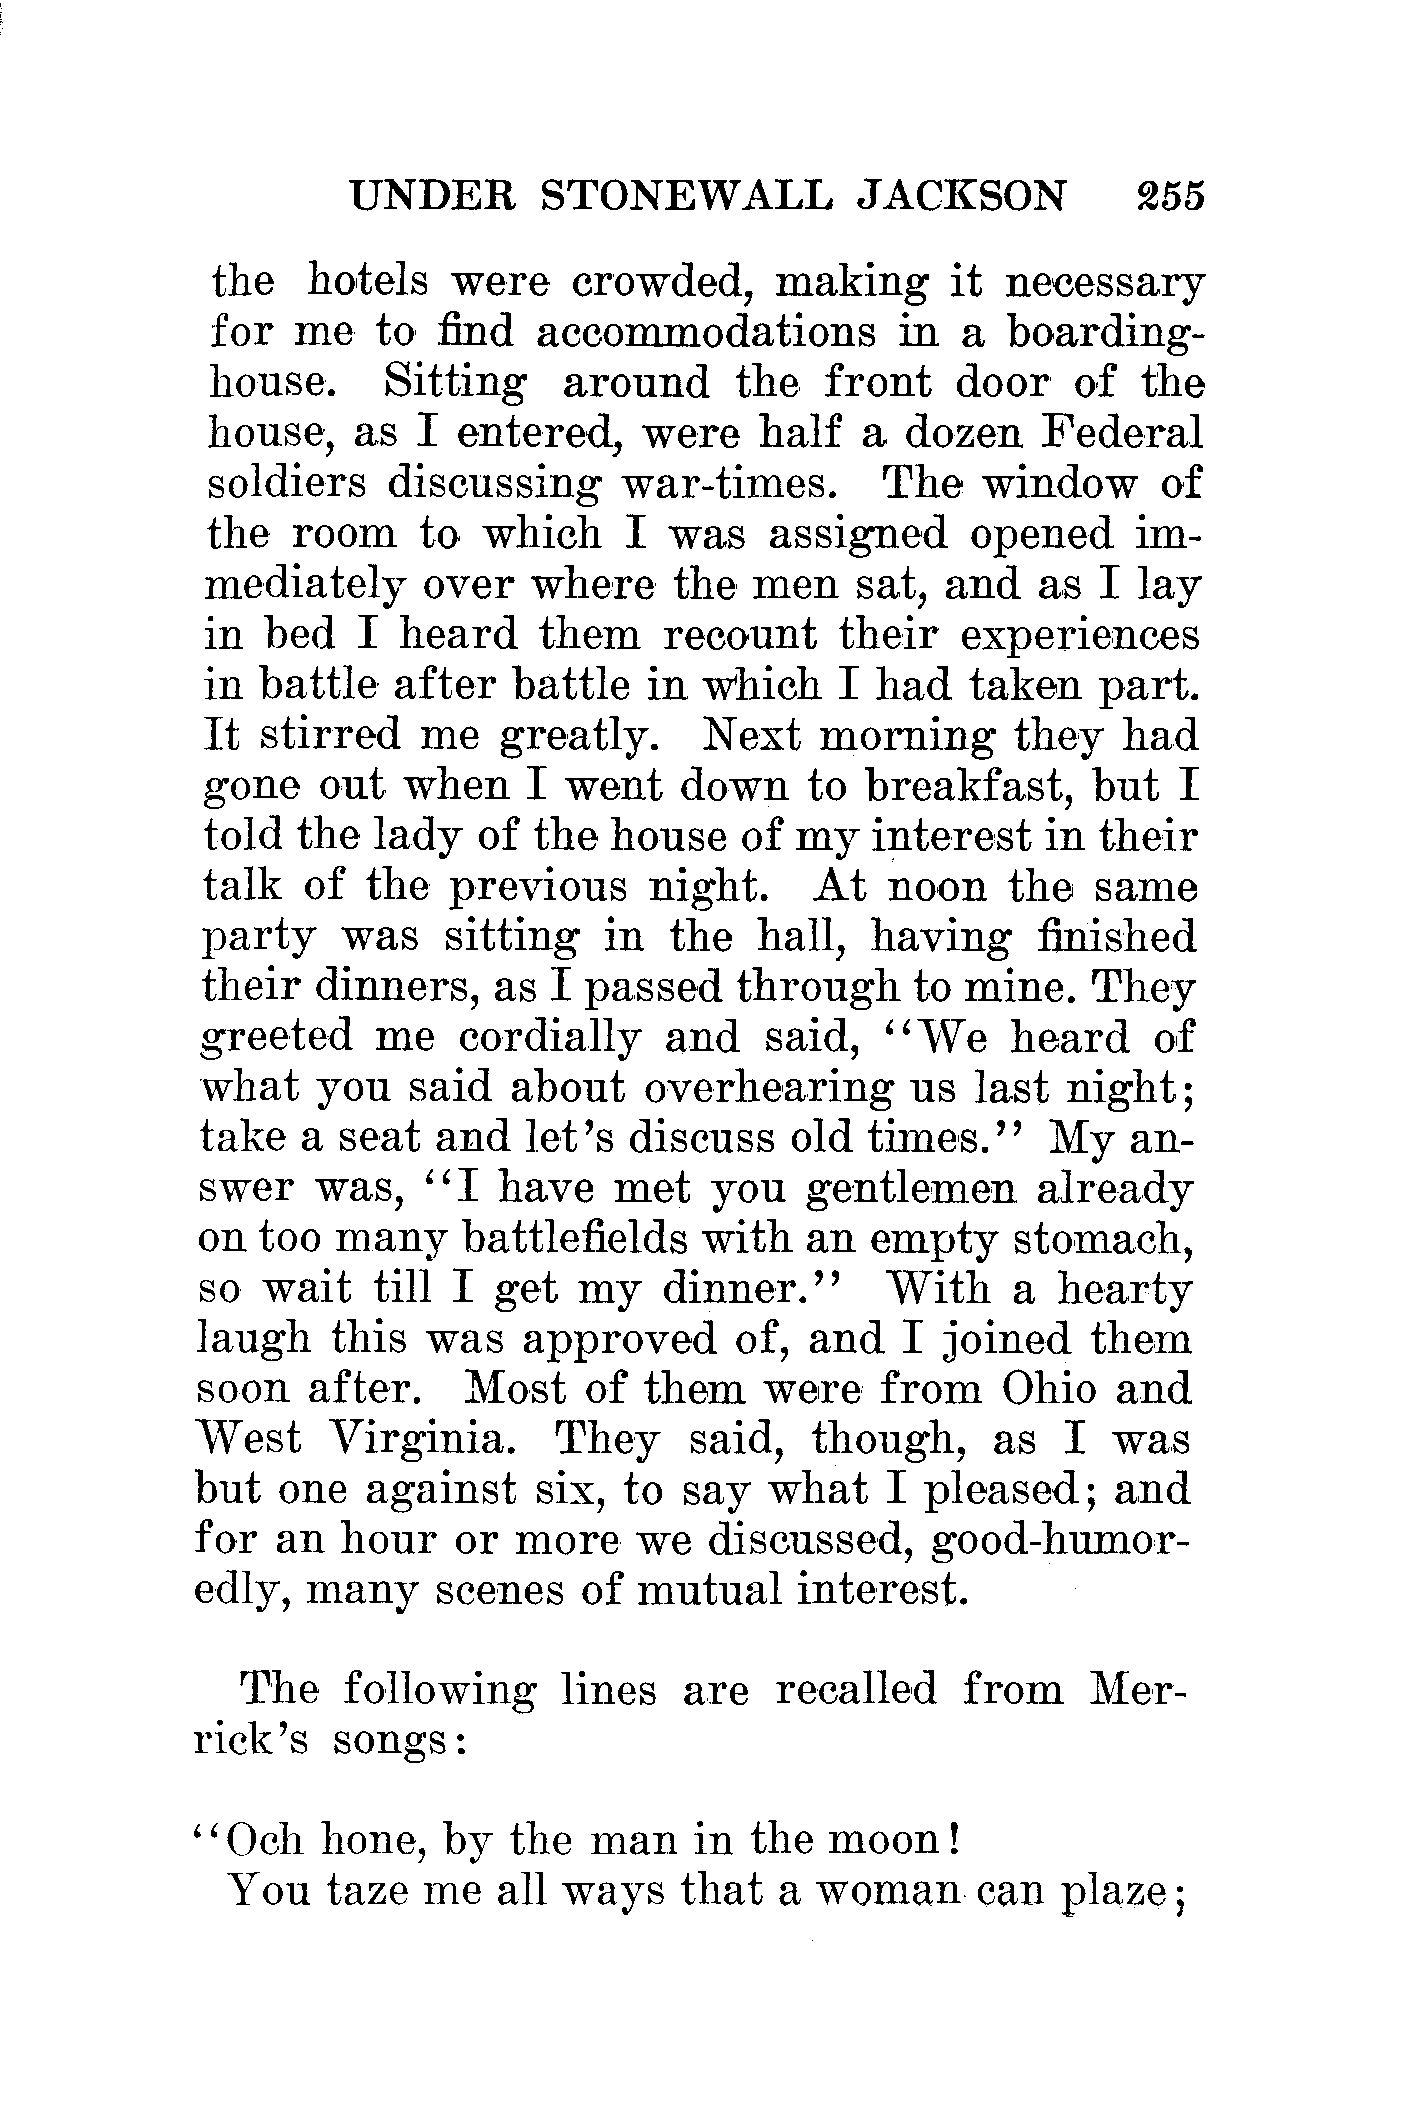 UNDER STONEWALL JACKSON 255
the hotels were crowded, making it necessary
for me to find accommodations in a boarding-
house. Sitting around the front door of the
house, as I entered, were half a dozen Federal
soldiers discussing war-times. The window of
the room to which I was assigned opened im-
mediately over where the men sat, and as I lay
in bed I heard them recount their experiences
in battle after battle in which I had taken part.
It stirred me greatly. Next morning they had
gone out when I went down to breakfast, but I
told the lady of the house of my interest in their
talk of the previous night. At noon the same
party was sitting in the hall, having finished
their dinners, as I passed through to mine. They
greeted me cordially and said, "We heard of
what you said about overhearing us last night;
take a seat and let's discuss old times." My an-
swer was, "I have met you gentlemen already
on too many battlefields with an empty stomach,
so wait till I get my dinner." With a hearty
laugh this was approved of, and I joined them
soon after. Most of them were from Ohio and
West Virginia. They said, though, as I was
but one against six, to say what I pleased; and
for an hour or more we discussed, good-humor-
edly, many scenes of mutual interest.
The following lines are recalled from Mer-
rick's songs:
"Och hone, by the man in the moon!
You taze me all ways that a woman can plaze;